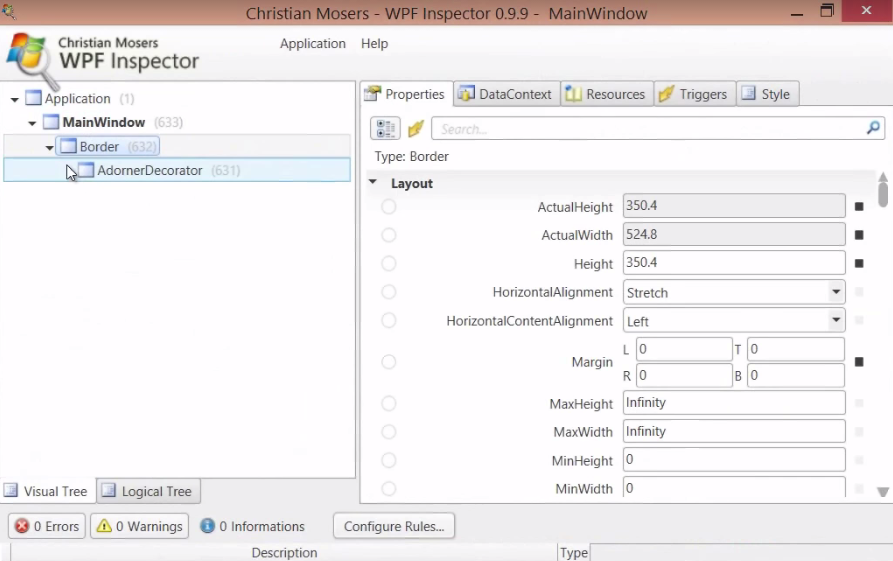 Christian Mosers - WPF Inspector 0.9.9 - MainWindow
Christian Mosers
WPF Inspector
Application Help
Application (1)
MainWindow (633)
Border (632)
AdornerDecorator (631)
Visual Tree Logical Tree
Properties DataContext Resources Triggers Style
Search...
Type: Border
Layout
ActualHeight 350.4
ActualWidth 524.8
Height 350.4
HorizontalAlignment Stretch
HorizontalContentAlignment Left
Margin L 0 T 0
R 0 B 0
MaxHeight Infinity
MaxWidth Infinity
MinHeight 0
MinWidth 0
0 Errors 0 Warnings 0 Informations Configure Rules...
Description Type